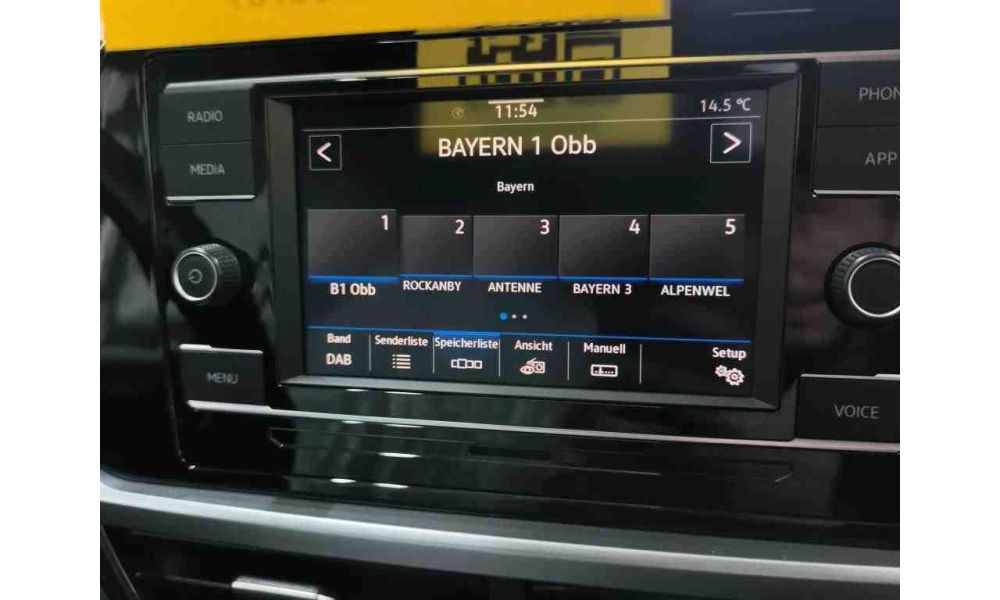 RADIO
MEDIA
MENU
PHON
APP
VOICE
11:54
14.5 °C
<
BAYERN 1 Obb
>
Bayern
1
2
3
4
5
B1 Obb
ROCKANBY
ANTENNE
BAYERN 3
ALPENWEL
Band
DAB
Senderliste
Speicherliste
Ansicht
Manuell
Setup